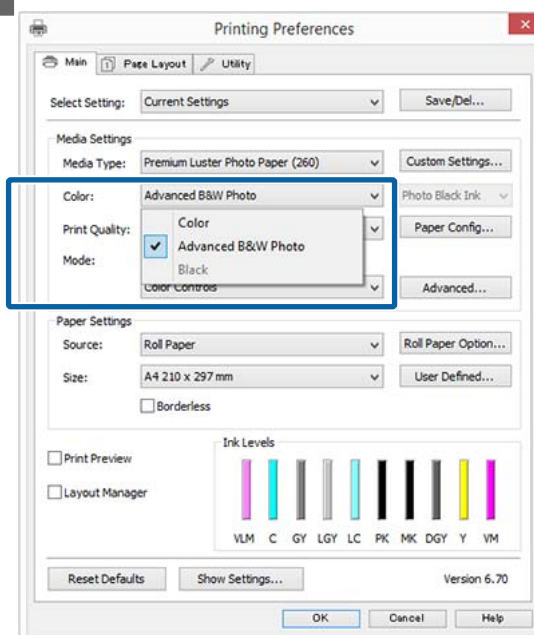 Printing Preferences
Main Page Layout Utility
Select Setting: Current Settings Save/Del...
Media Settings
Media Type: Premium Luster Photo Paper (260) Custom Settings...
Color: Advanced B&W Photo Photo Black Ink
Color
Print Quality: Paper Config...
Advanced B&W Photo
Mode:
Black
Color Controls Advanced...
Paper Settings
Source: Roll Paper Roll Paper Option...
Size: A4 210 x 297 mm User Defined...
Borderless
Ink Levels
Print Preview
Layout Manager
VLM C GY LGY LC PK MK DGY Y VM
Reset Defaults Show Settings... Version 6.70
OK Cancel Help